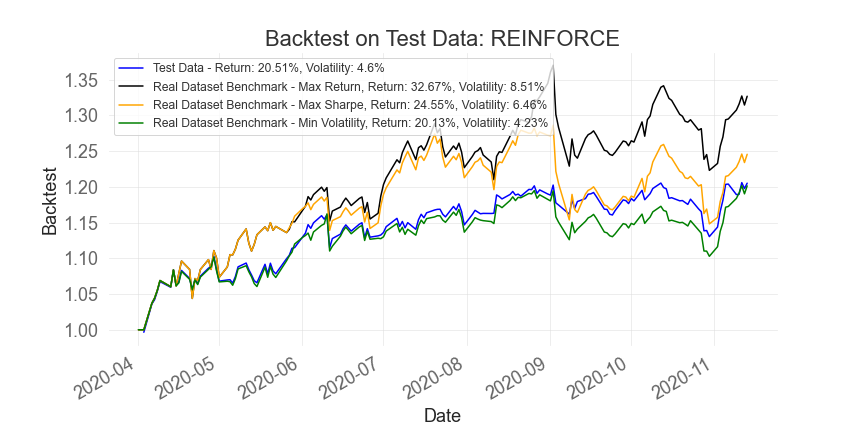 Backtest on Test Data: REINFORCE
Test Data - Return: 20.51%, Volatility: 4.6%
Real Dataset Benchmark - Max Return, Return: 32.67%, Volatility: 8.51%
Real Dataset Benchmark - Max Sharpe, Return: 24.55%, Volatility: 6.46%
Real Dataset Benchmark - Min Volatility, Return: 20.13%, Volatility: 4.23%
Backtest
1.35
1.30
1.25
1.20
1.15
1.10
1.05
1.00
2020-04
2020-05
2020-06
2020-07
2020-08
2020-09
2020-10
2020-11
Date